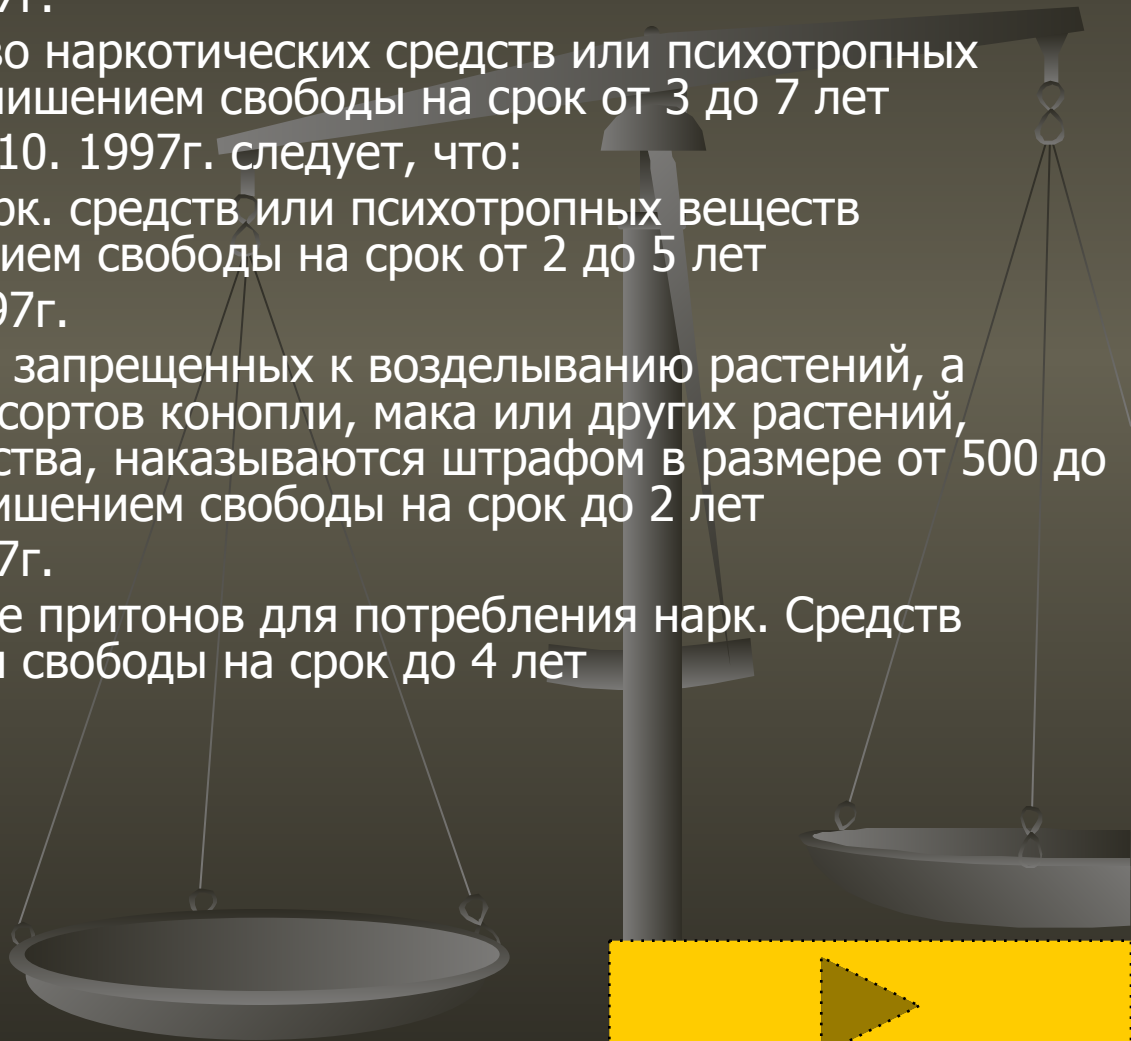 7г.
во наркотических средств или психотропных
лишением свободы на срок от 3 до 7 лет
10. 1997г. следует, что:
рк. средств или психотропных веществ
ием свободы на срок от 2 до 5 лет
97г.
запрещенных к возделыванию растений, а
сортов конопли, мака или других растений,
ства, наказываются штрафом в размере от 500 до
ишением свободы на срок до 2 лет
7г.
е притонов для потребления нарк. Средств
свободы на срок до 4 лет